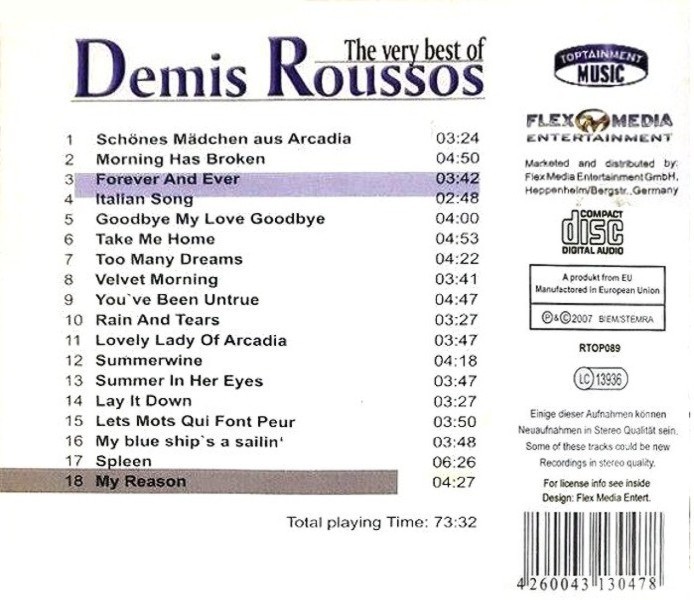 The very best of
Demis Roussos
1 Schönes Mädchen aus Arcadia 03:24
2 Morning Has Broken 04:50
3 Forever And Ever 03:42
4 Italian Song 02:48
5 Goodbye My Love Goodbye 04:00
6 Take Me Home 04:53
7 Too Many Dreams 04:22
8 Velvet Morning 03:41
9 You`ve Been Untrue 04:47
10 Rain And Tears 03:27
11 Lovely Lady Of Arcadia 03:47
12 Summerwine 04:18
13 Summer In Her Eyes 03:47
14 Lay It Down 03:27
15 Lets Mots Qui Font Peur 03:50
16 My blue ship`s a sailin‘ 03:48
17 Spleen 06:26
18 My Reason 04:27
Total playing Time: 73:32
TOPTAINMENT
MUSIC
FLEX MEDIA
ENTERTAINMENT
Marketed and distributed by:
Flex Media Entertainment GmbH,
Heppenheim/Bergstr., Germany
COMPACT
disc
DIGITAL AUDIO
A produkt from EU
Manufactored in European Union
℗&©2007 BIEM/STEMRA
RTOP089
LC 13936
Einige dieser Aufnahmen können
Neuaufnahmen in Stereo Qualität sein.
Some of these tracks could be new
Recordings in stereo quality.
For license info see inside
Design: Flex Media Entert.
4 260043 130478